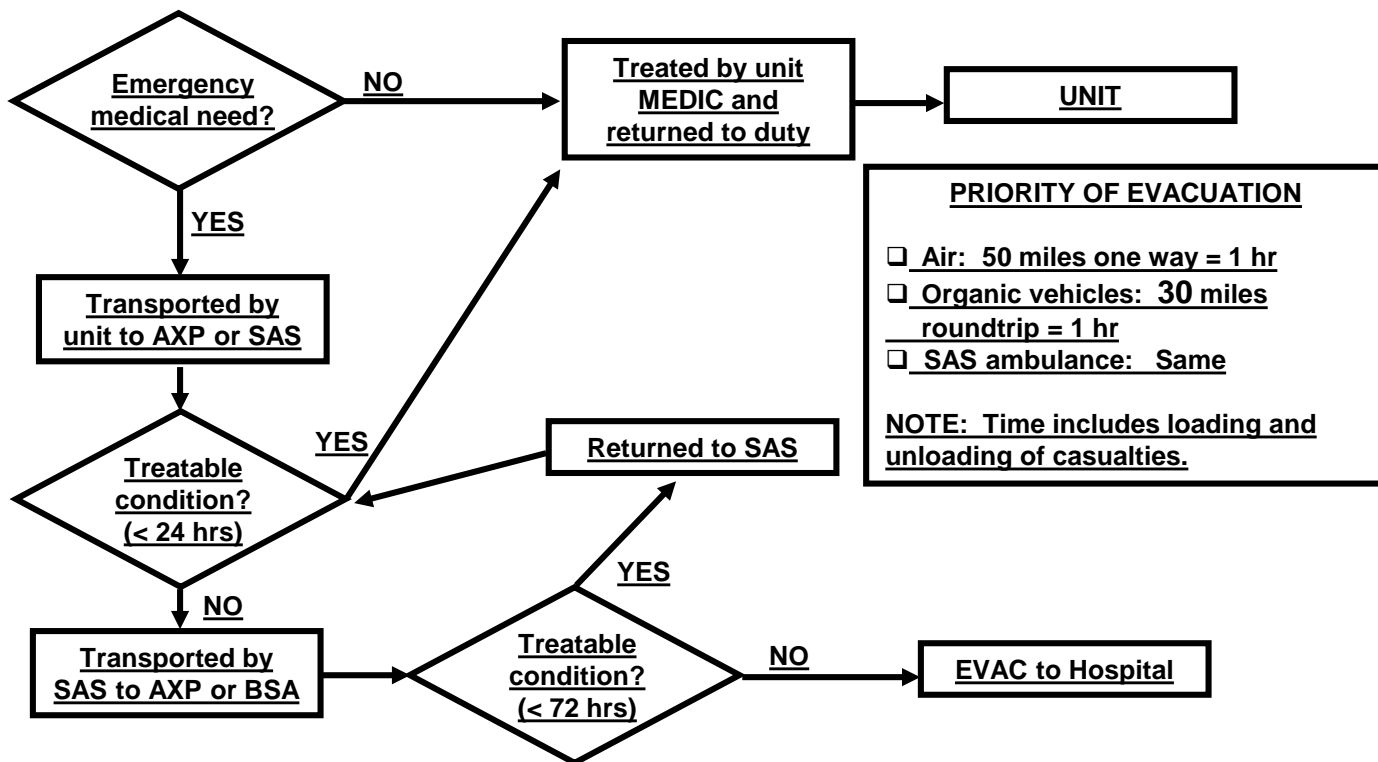 Emergency
medical need?
NO
Treated by unit
MEDIC and
returned to duty
UNIT
YES
Transported by
unit to AXP or SAS
PRIORITY OF EVACUATION
❑ Air: 50 miles one way = 1 hr
❑ Organic vehicles: 30 miles
roundtrip = 1 hr
❑ SAS ambulance: Same
NOTE: Time includes loading and
unloading of casualties.
Treatable
condition?
(< 24 hrs)
YES
Returned to SAS
NO
Transported by
SAS to AXP or BSA
Treatable
condition?
(< 72 hrs)
YES
NO
EVAC to Hospital